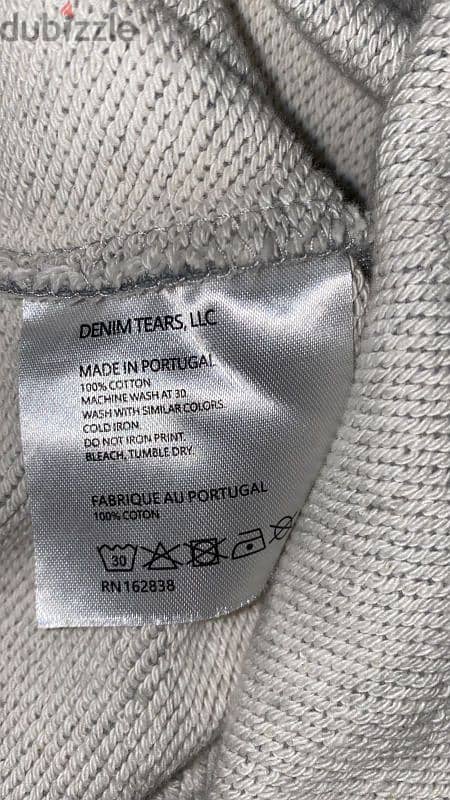 dubizzle
DENIM TEARS, LLC
MADE IN PORTUGAL
100% COTTON
MACHINE WASH AT 30.
WASH WITH SIMILAR COLORS.
COLD IRON.
DO NOT IRON PRINT.
BLEACH, TUMBLE DRY.
FABRIQUE AU PORTUGAL
100% COTON
30
RN162838